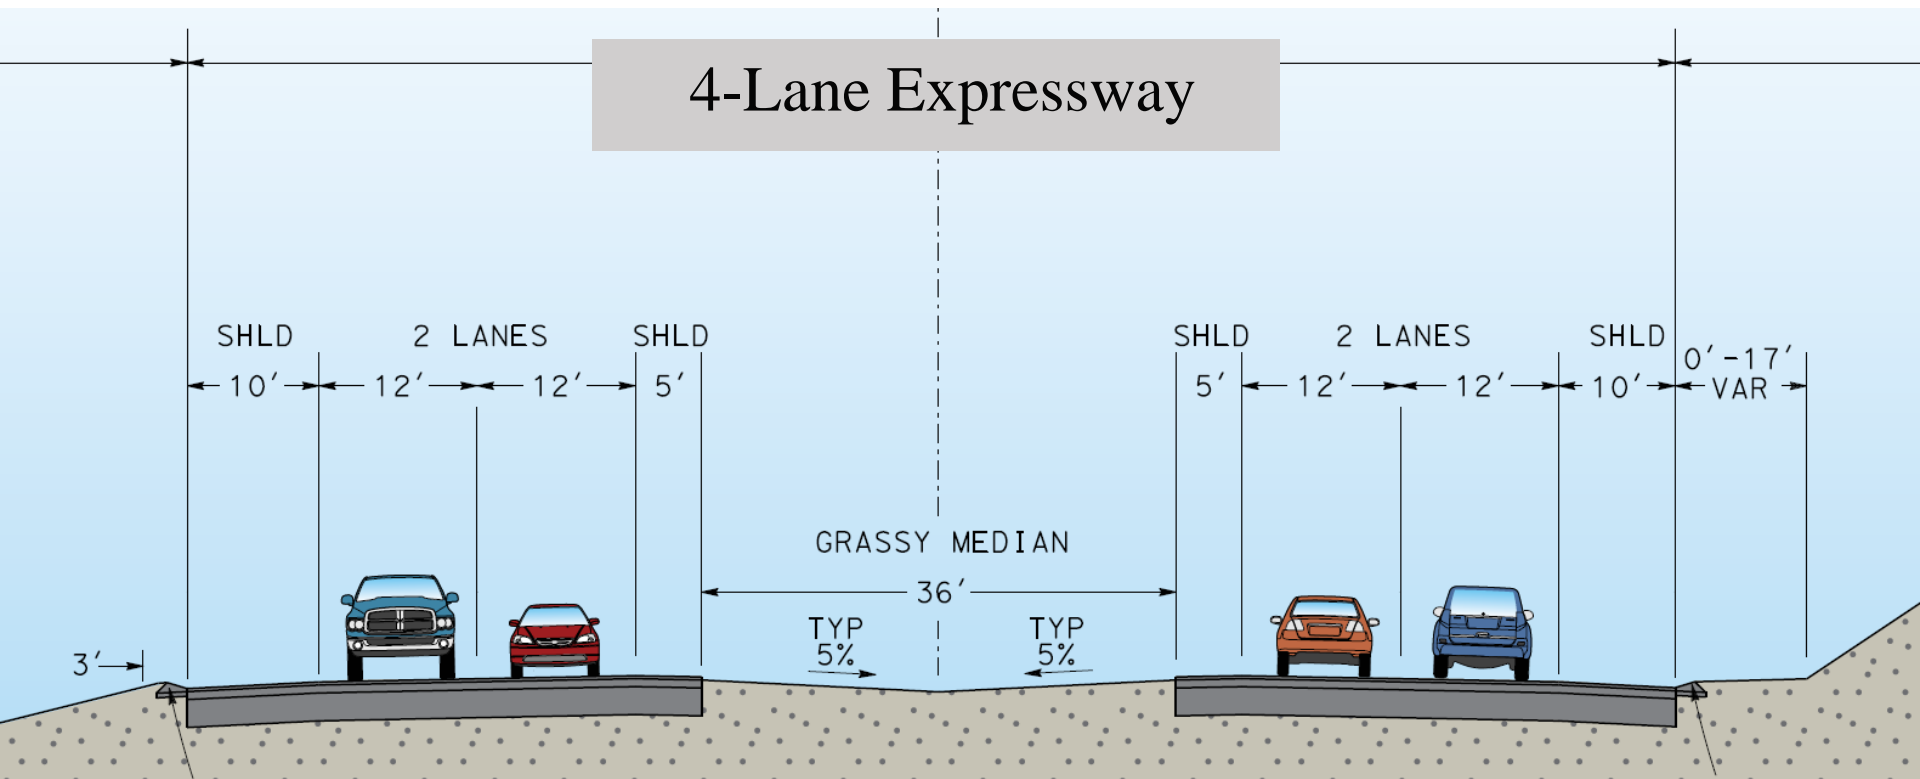 4-Lane Expressway
SHLD 2 LANES SHLD
10′ 12′ 12′ 5′
SHLD 2 LANES SHLD
5′ 12′ 12′ 10′
0′-17′
VAR
GRASSY MEDIAN
36′
TYP
5%
TYP
5%
3′